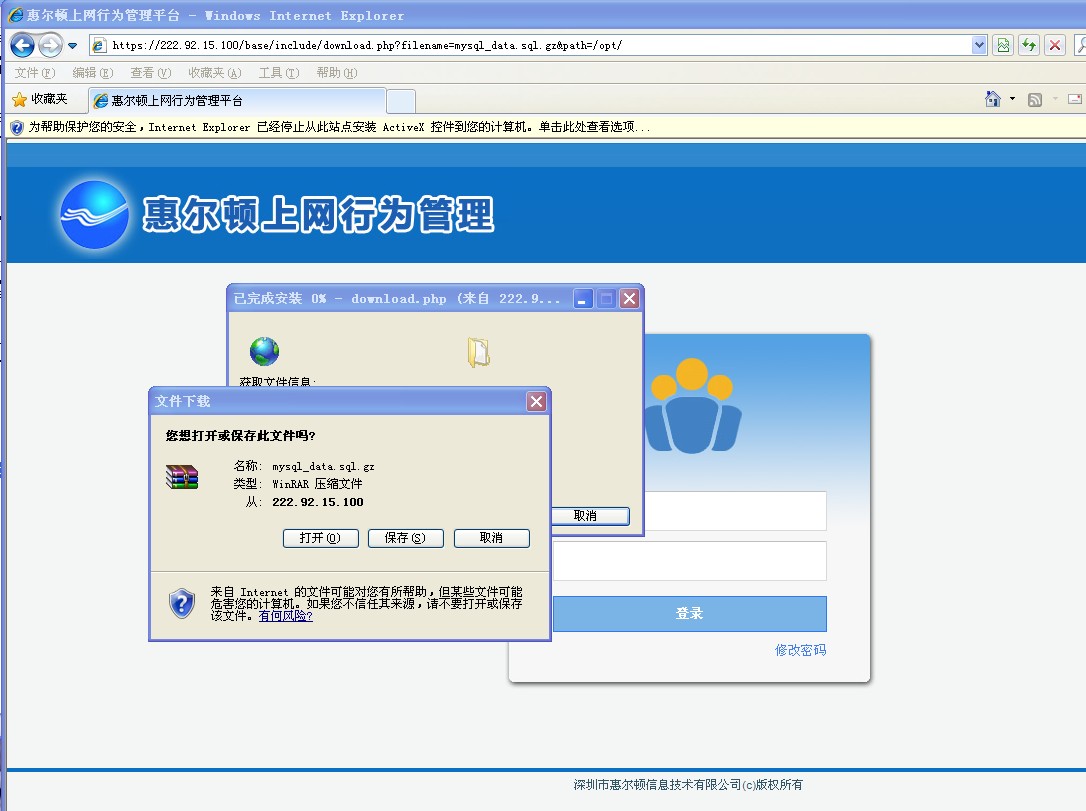 惠尔顿上网行为管理平台 - Windows Internet Explorer
https://222.92.15.100/base/include/download.php?filename=mysql_data.sql.gz&path=/opt/
文件(F) 编辑(E) 查看(V) 收藏夹(A) 工具(T) 帮助(H)
收藏夹 惠尔顿上网行为管理平台
为帮助保护您的安全，Internet Explorer 已经停止从此站点安装 ActiveX 控件到您的计算机。单击此处查看选项...
惠尔顿上网行为管理
已完成安装 0% - download.php (来自 222.9...
获取文件信息:
取消
文件下载
您想打开或保存此文件吗?
名称: mysql_data.sql.gz
类型: WinRAR 压缩文件
从: 222.92.15.100
打开(O) 保存(S) 取消
来自 Internet 的文件可能对您有所帮助，但某些文件可能
危害您的计算机。如果您不信任其来源，请不要打开或保存
该文件。有何风险?
登录
修改密码
深圳市惠尔顿信息技术有限公司(c)版权所有